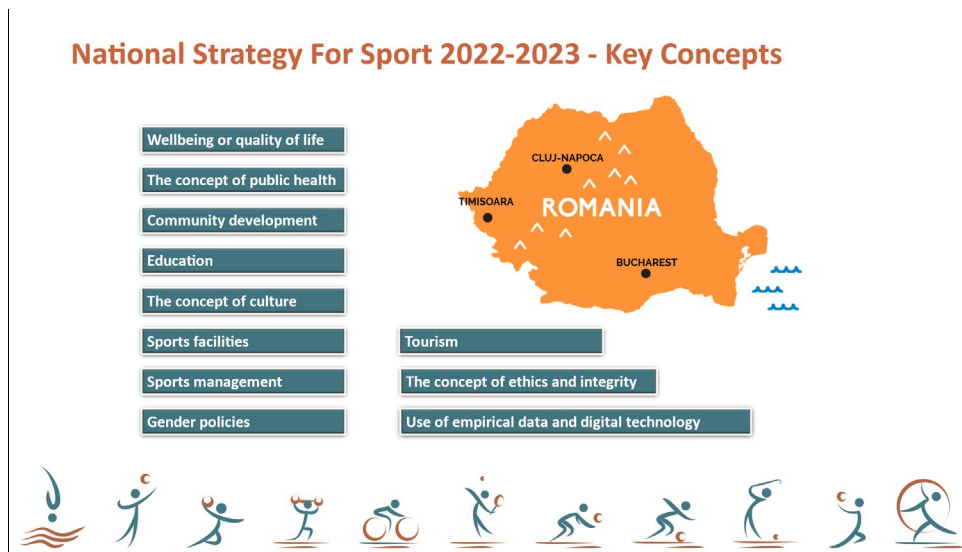 National Strategy For Sport 2022-2023 - Key Concepts
Wellbeing or quality of life
The concept of public health
Community development
Education
The concept of culture
Sports facilities
Sports management
Gender policies
CLUJ-NAPOCA
TIMISOARA
ROMANIA
BUCHAREST
Tourism
The concept of ethics and integrity
Use of empirical data and digital technology